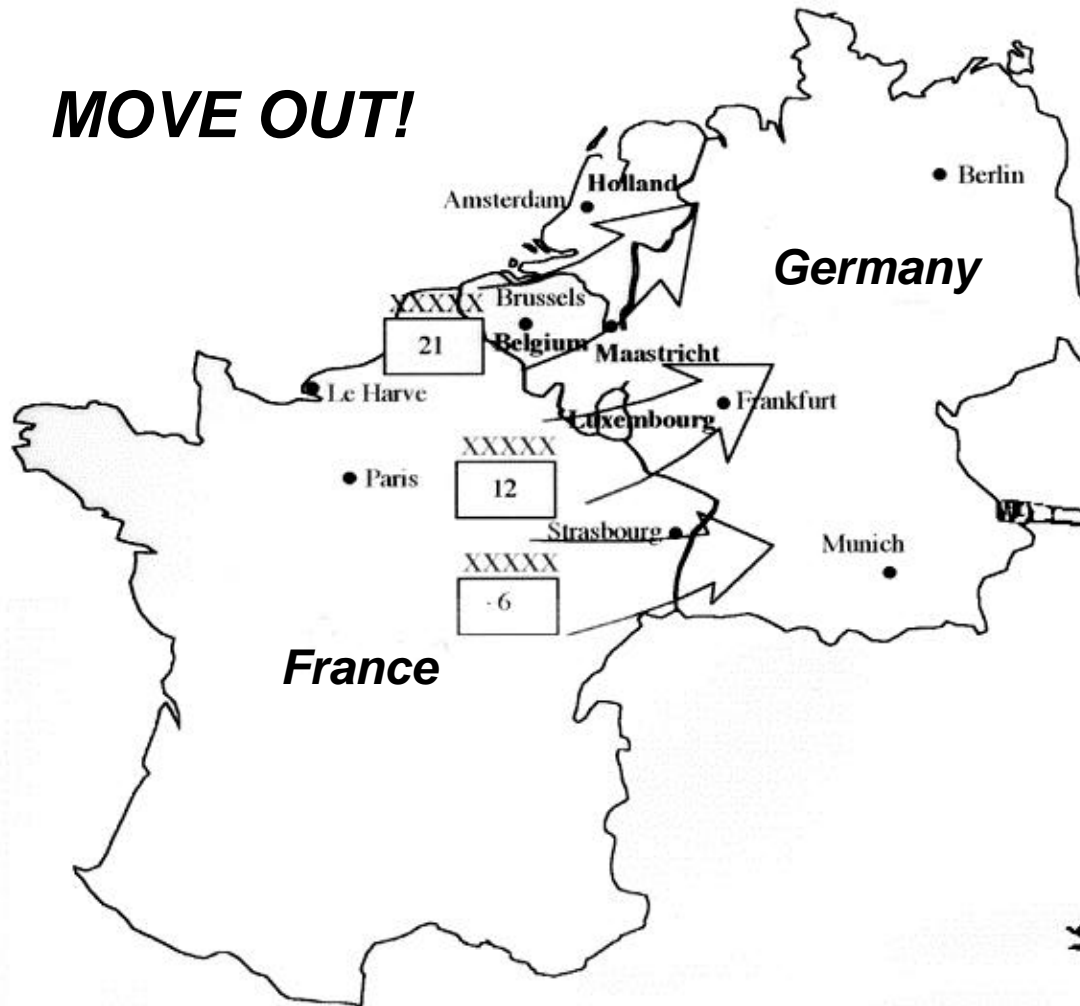 MOVE OUT!
Berlin
Holland
Amsterdam
Germany
XXXXX
21
Brussels
Belgium
Maastricht
Le Harve
Frankfurt
Luxembourg
XXXXX
12
Paris
Strasbourg
Munich
XXXXX
6
France